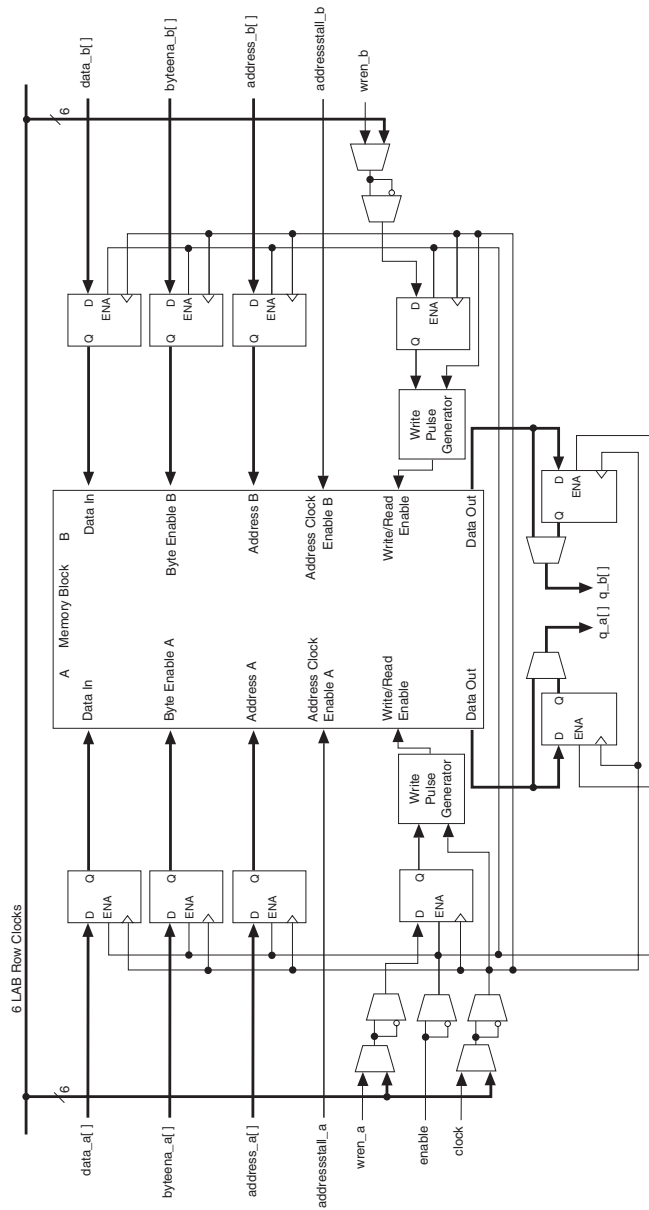 6 LAB Row Clocks
6
data_b[ ]
byteena_b[ ]
address_b[ ]
addressstall_b
wren_b
D
Q
ENA
D
Q
ENA
D
Q
ENA
D
Q
ENA
Write
Pulse
Generator
A
Memory Block
B
Data In
Data In
Byte Enable A
Byte Enable B
Address A
Address B
Address Clock
Enable A
Address Clock
Enable B
Write/Read
Enable
Write/Read
Enable
Data Out
Data Out
D
Q
ENA
D
Q
ENA
q_a[ ]
q_b[ ]
Write
Pulse
Generator
D
Q
ENA
D
Q
ENA
D
Q
ENA
D
Q
ENA
6
data_a[ ]
byteena_a[ ]
address_a[ ]
addressstall_a
wren_a
enable
clock